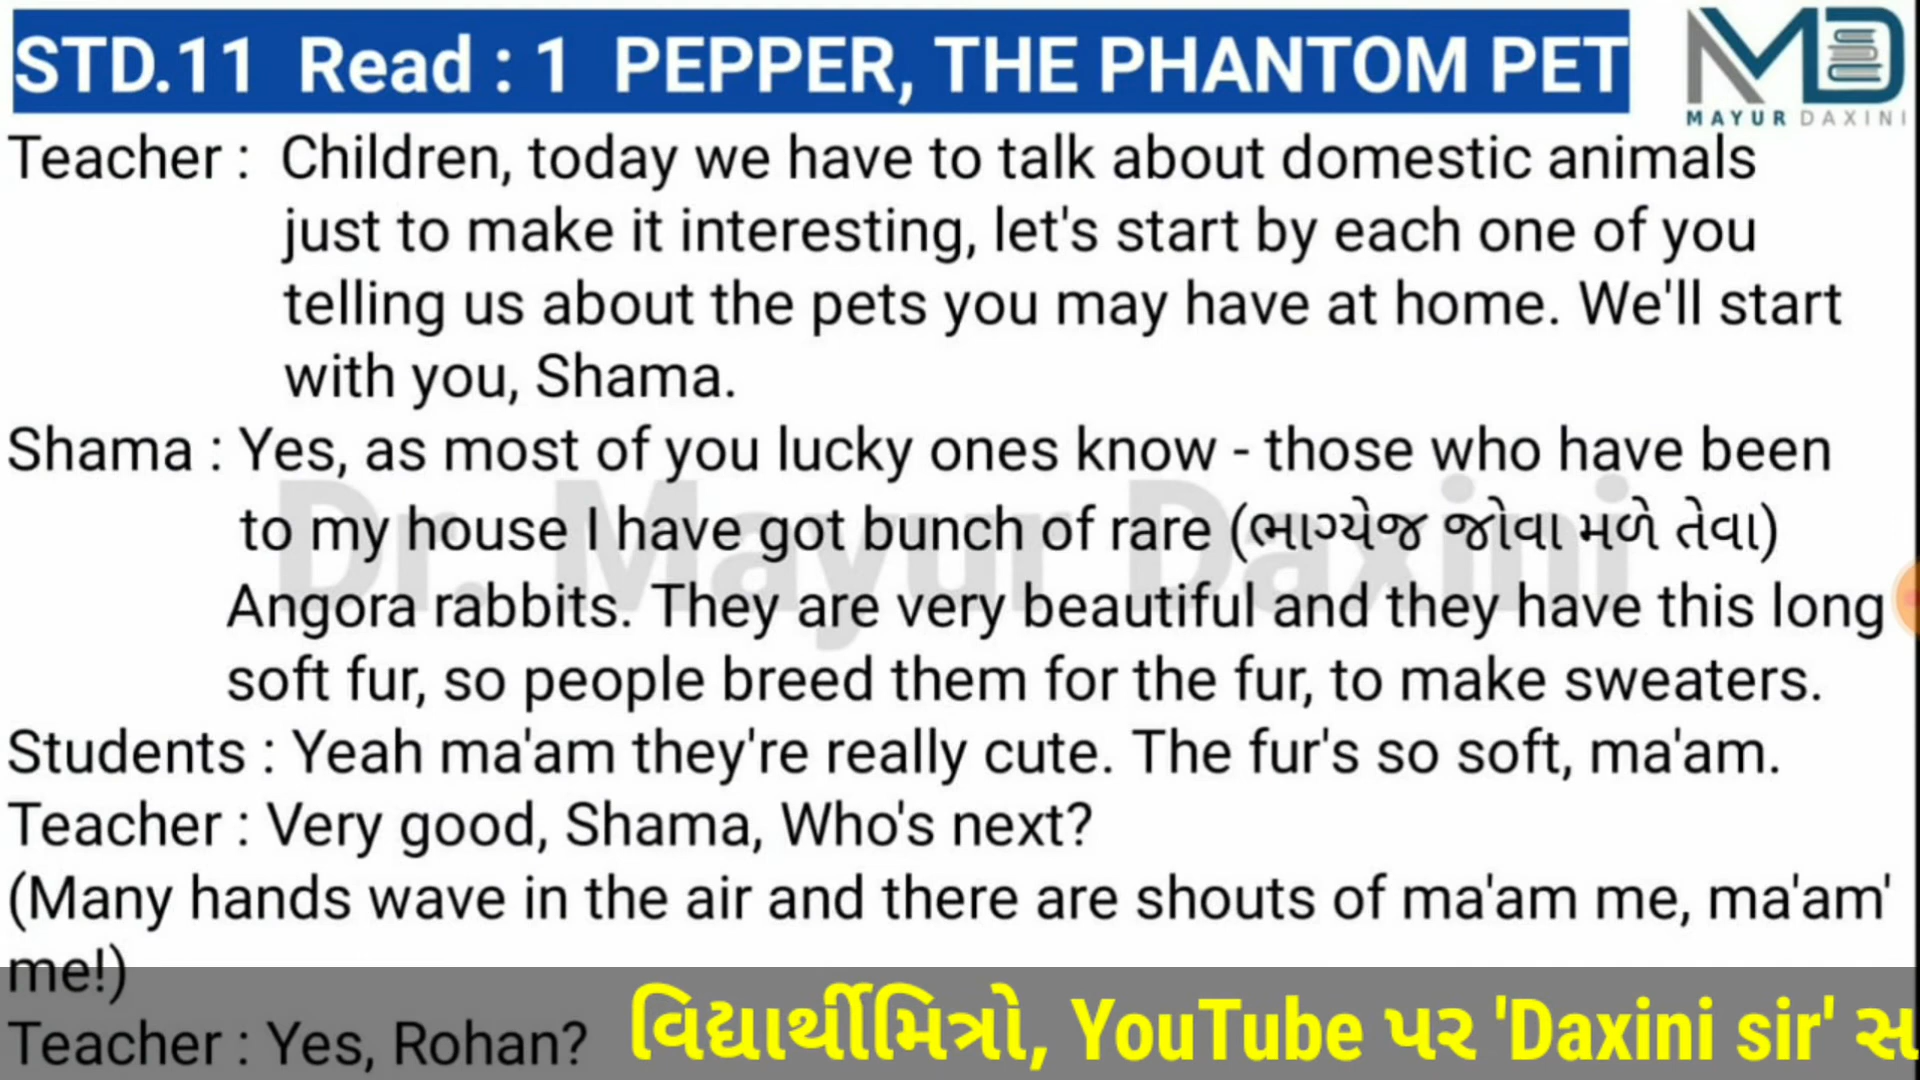 STD.11 Read : 1 PEPPER, THE PHANTOM PET
MAYUR DAXINI
Teacher : Children, today we have to talk about domestic animals
just to make it interesting, let's start by each one of you
telling us about the pets you may have at home. We'll start
with you, Shama.
Shama : Yes, as most of you lucky ones know - those who have been
to my house I have got bunch of rare (ભાગ્યેજ જોવા મળે તેવા)
Angora rabbits. They are very beautiful and they have this long
soft fur, so people breed them for the fur, to make sweaters.
Dr. Mayur Daxini
Students : Yeah ma'am they're really cute. The fur's so soft, ma'am.
Teacher : Very good, Shama, Who's next?
(Many hands wave in the air and there are shouts of ma'am me, ma'am'
me!)
Teacher : Yes, Rohan?
વિદ્યાર્થીમિત્રો, YouTube પર 'Daxini sir'